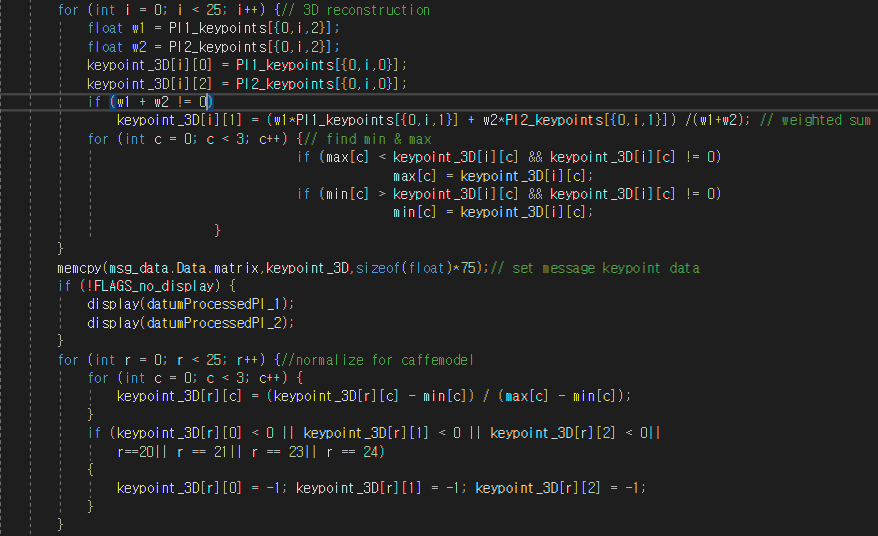 for (int i = 0; i < 25; i++) {// 3D reconstruction
float w1 = PI1_keypoints[{0,i,2}];
float w2 = PI2_keypoints[{0,i,2}];
keypoint_3D[i][0] = PI1_keypoints[{0,i,0}];
keypoint_3D[i][2] = PI2_keypoints[{0,i,0}];
if (w1 + w2 != 0)
keypoint_3D[i][1] = (w1*PI1_keypoints[{0,i,1}] + w2*PI2_keypoints[{0,i,1}]) /(w1+w2); // weighted sum
for (int c = 0; c < 3; c++) {// find min & max
if (max[c] < keypoint_3D[i][c] && keypoint_3D[i][c] != 0)
max[c] = keypoint_3D[i][c];
if (min[c] > keypoint_3D[i][c] && keypoint_3D[i][c] != 0)
min[c] = keypoint_3D[i][c];
}
}
memcpy(msg_data.Data.matrix,keypoint_3D,sizeof(float)*75);// set message keypoint data
if (!FLAGS_no_display) {
display(datumProcessedPI_1);
display(datumProcessedPI_2);
}
for (int r = 0; r < 25; r++) {//normalize for caffemodel
for (int c = 0; c < 3; c++) {
keypoint_3D[r][c] = (keypoint_3D[r][c] - min[c]) / (max[c] - min[c]);
}
if (keypoint_3D[r][0] < 0 || keypoint_3D[r][1] < 0 || keypoint_3D[r][2] < 0||
r==20|| r == 21|| r == 23|| r == 24)
{
keypoint_3D[r][0] = -1; keypoint_3D[r][1] = -1; keypoint_3D[r][2] = -1;
}
}